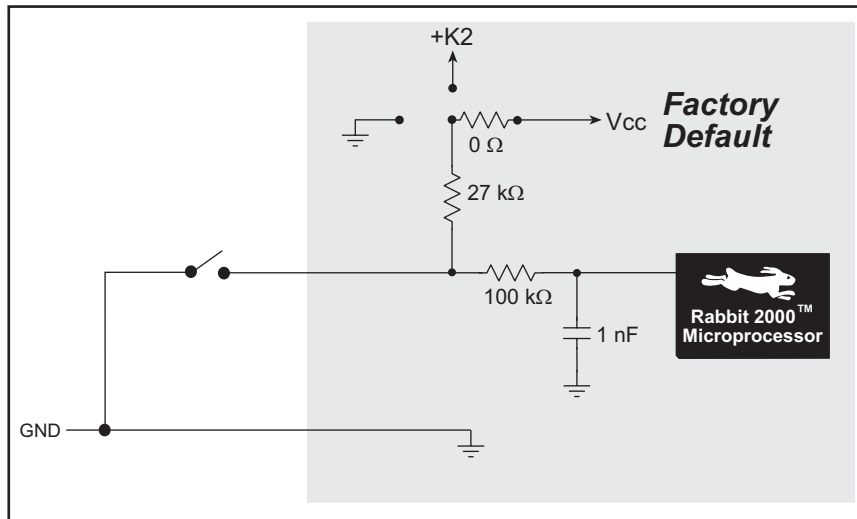 +K2
Vcc
Factory
Default
0 Ω
27 kΩ
100 kΩ
1 nF
Rabbit 2000™
Microprocessor
GND